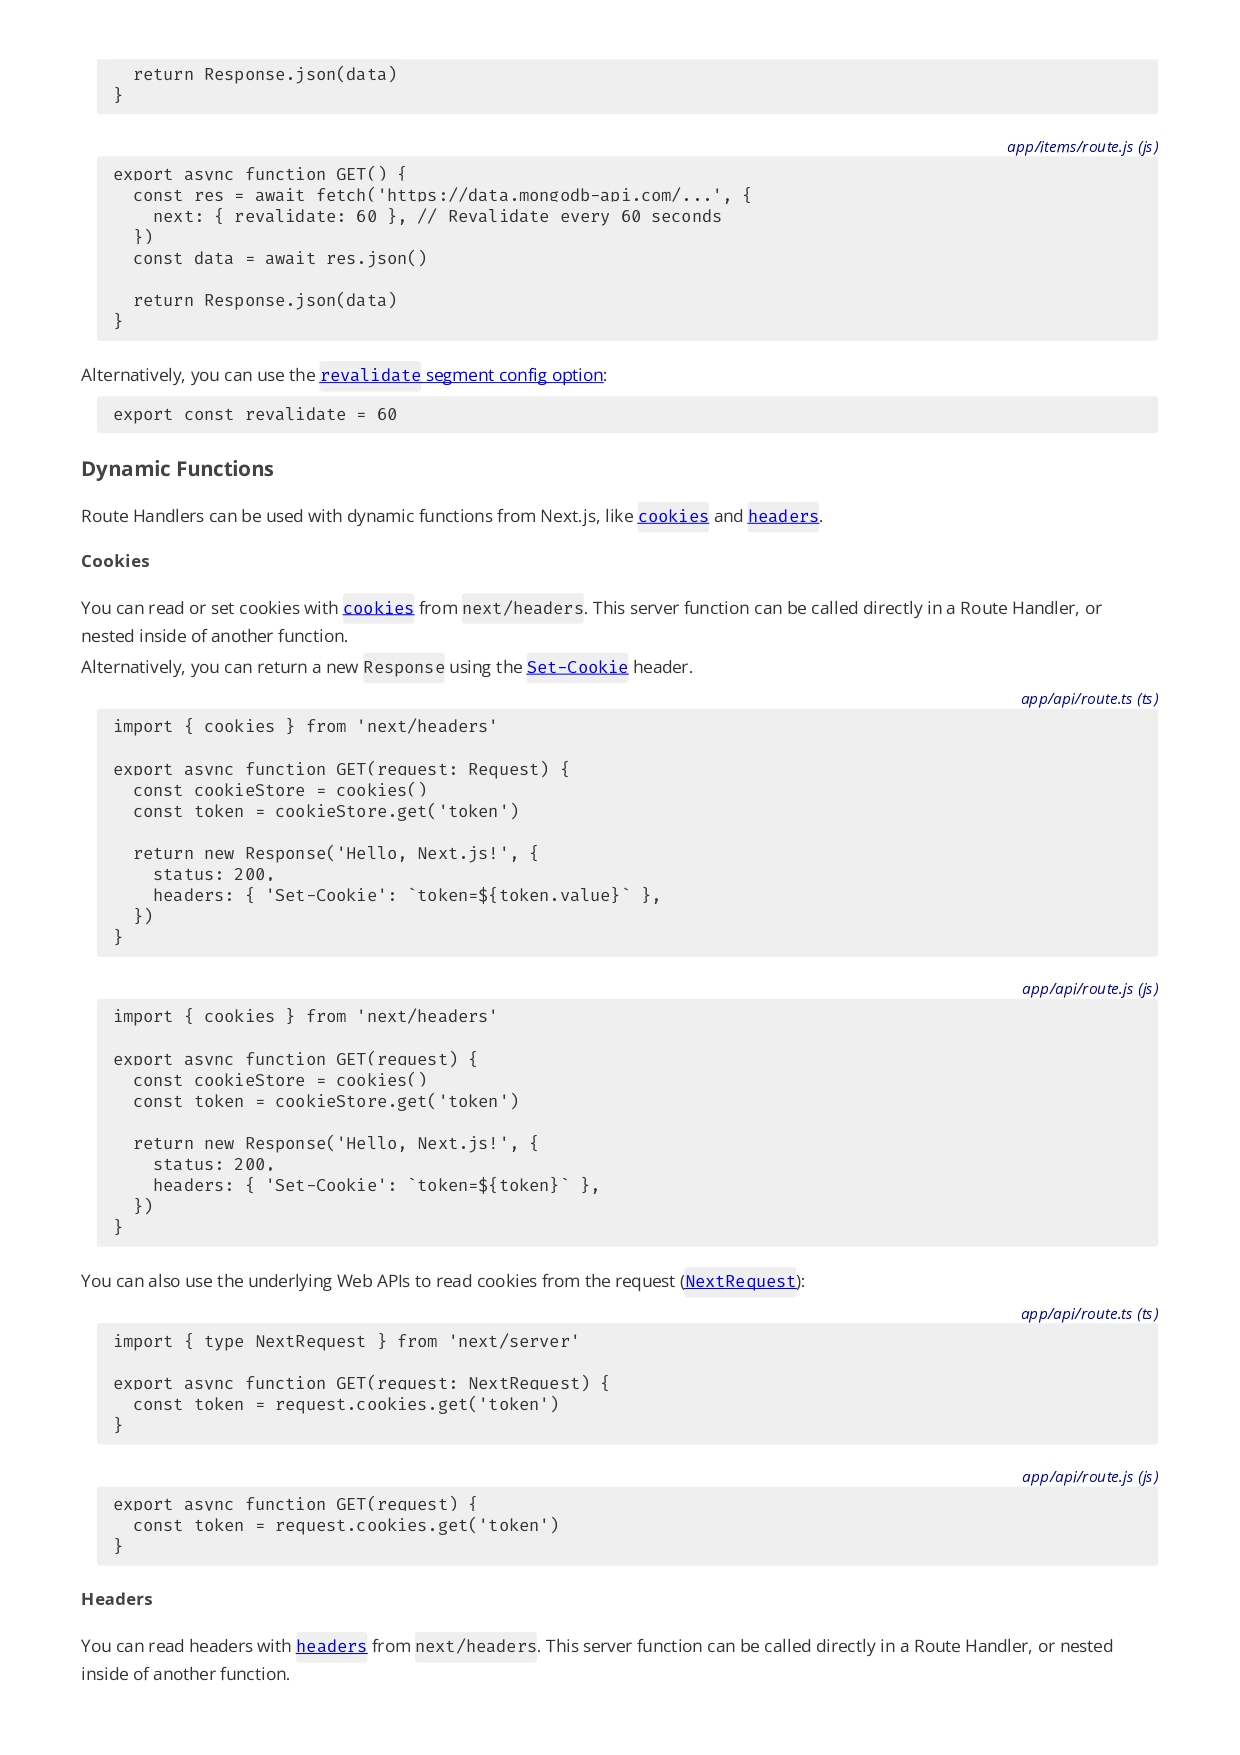 return Response.json(data)
}
app/items/route.js (js)
export async function GET() {
  const res = await fetch('https://data.mongodb-api.com/...', {
    next: { revalidate: 60 }, // Revalidate every 60 seconds
  })
  const data = await res.json()

  return Response.json(data)
}
Alternatively, you can use the revalidate segment config option:
export const revalidate = 60
Dynamic Functions
Route Handlers can be used with dynamic functions from Next.js, like cookies and headers.
Cookies
You can read or set cookies with cookies from next/headers. This server function can be called directly in a Route Handler, or
nested inside of another function.
Alternatively, you can return a new Response using the Set-Cookie header.
app/api/route.ts (ts)
import { cookies } from 'next/headers'

export async function GET(request: Request) {
  const cookieStore = cookies()
  const token = cookieStore.get('token')

  return new Response('Hello, Next.js!', {
    status: 200,
    headers: { 'Set-Cookie': `token=${token.value}` },
  })
}
app/api/route.js (js)
import { cookies } from 'next/headers'

export async function GET(request) {
  const cookieStore = cookies()
  const token = cookieStore.get('token')

  return new Response('Hello, Next.js!', {
    status: 200,
    headers: { 'Set-Cookie': `token=${token}` },
  })
}
You can also use the underlying Web APIs to read cookies from the request (NextRequest):
app/api/route.ts (ts)
import { type NextRequest } from 'next/server'

export async function GET(request: NextRequest) {
  const token = request.cookies.get('token')
}
app/api/route.js (js)
export async function GET(request) {
  const token = request.cookies.get('token')
}
Headers
You can read headers with headers from next/headers. This server function can be called directly in a Route Handler, or nested
inside of another function.